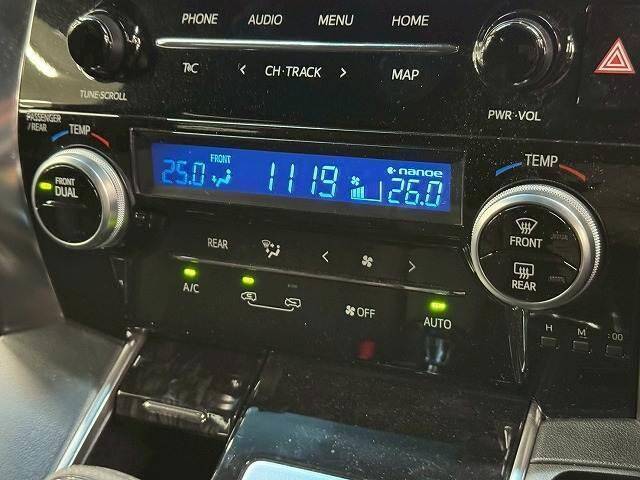 PHONE AUDIO MENU HOME
T/C < CH·TRACK > MAP
TUNE·SCROLL
PWR·VOL
PASSENGER
/REAR
TEMP
TEMP
25.0 FRONT 1119 nanoe 26.0
FRONT
DUAL
FRONT
REAR
REAR < >
A/C OFF AUTO
H M :00